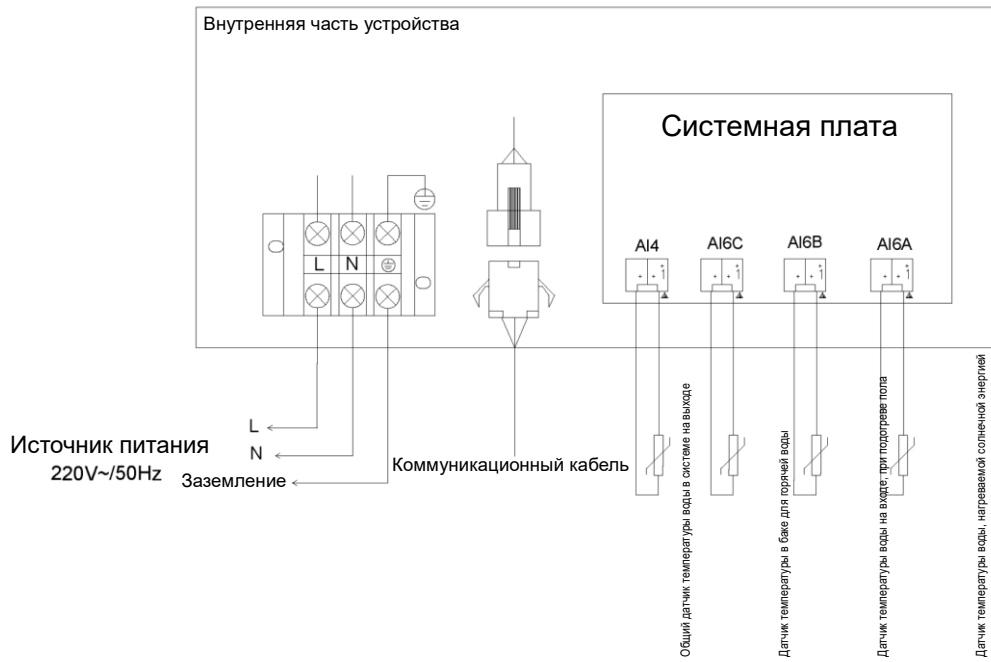 Внутренняя часть устройства
Системная плата
AI4
AI6C
AI6B
AI6A
L
N
L
N
Источник питания
220V~/50Hz
Заземление
Коммуникационный кабель
Общий датчик температуры воды в системе на выходе
Датчик температуры в баке для горячей воды
Датчик температуры воды на входе, при подогреве пола
Датчик температуры воды, нагреваемой солнечной энергией